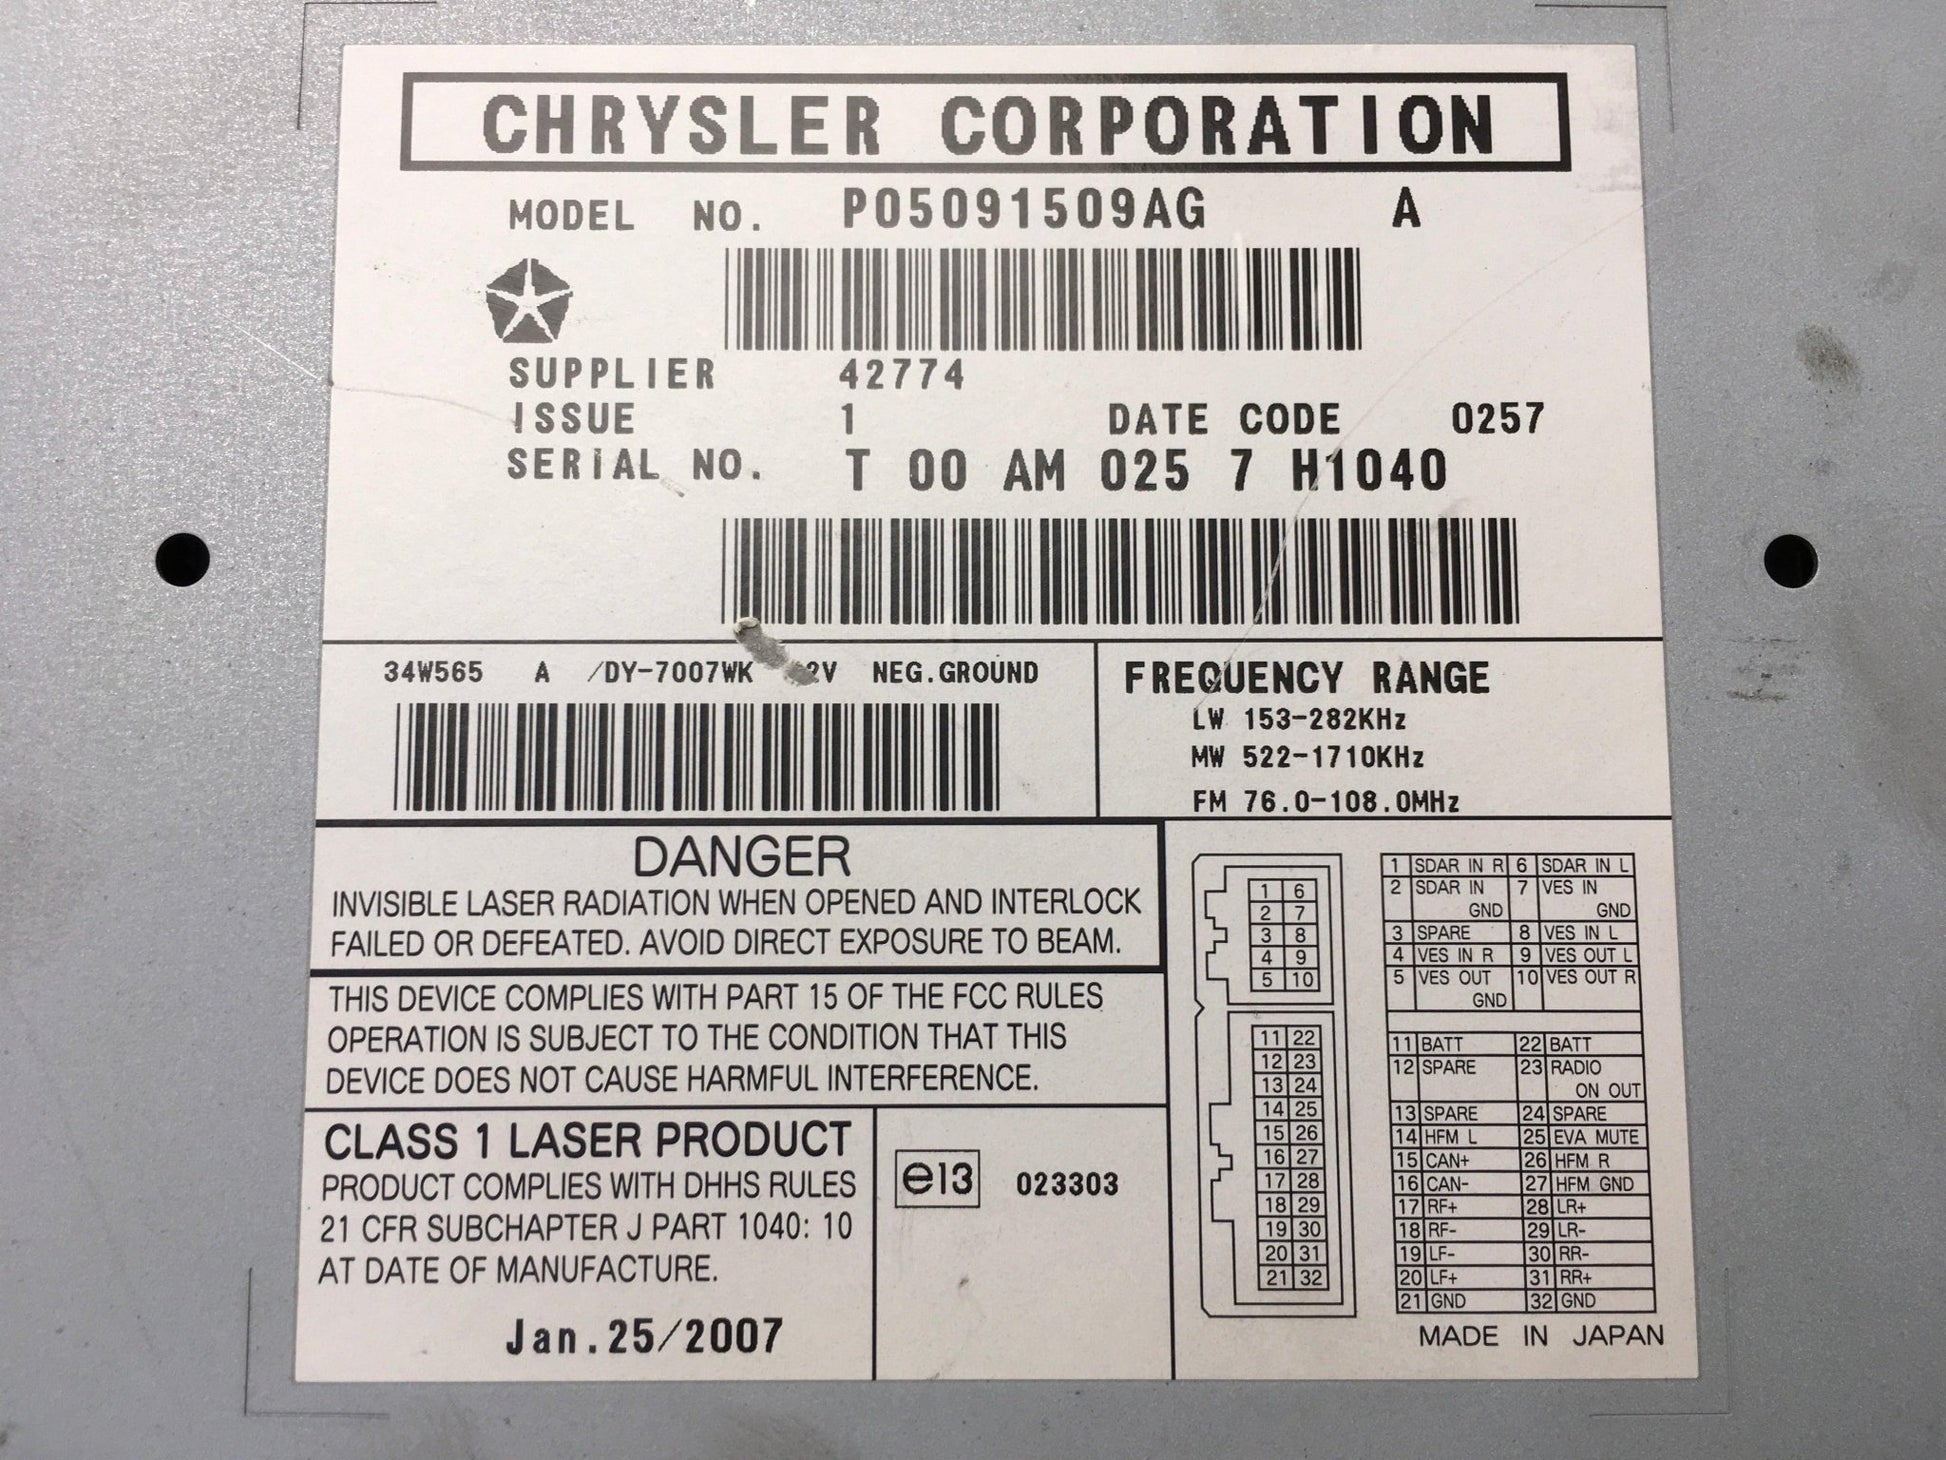 CHRYSLER CORPORATION
MODEL NO. P05091509AG A
SUPPLIER 42774
ISSUE 1 DATE CODE 0257
SERIAL NO. T 00 AM 025 7 H1040
34W565 A /DY-7007WK 2V NEG.GROUND
FREQUENCY RANGE
LW 153-282KHz
MW 522-1710KHz
FM 76.0-108.0MHz
DANGER
INVISIBLE LASER RADIATION WHEN OPENED AND INTERLOCK
FAILED OR DEFEATED. AVOID DIRECT EXPOSURE TO BEAM.
THIS DEVICE COMPLIES WITH PART 15 OF THE FCC RULES
OPERATION IS SUBJECT TO THE CONDITION THAT THIS
DEVICE DOES NOT CAUSE HARMFUL INTERFERENCE.
CLASS 1 LASER PRODUCT
PRODUCT COMPLIES WITH DHHS RULES
21 CFR SUBCHAPTER J PART 1040: 10
AT DATE OF MANUFACTURE.
Jan.25/2007
e13 023303
1 6
2 7
3 8
4 9
5 10
11 22
12 23
13 24
14 25
15 26
16 27
17 28
18 29
19 30
20 31
21 32
1 SDAR IN R 6 SDAR IN L
2 SDAR IN 7 VES IN
GND GND
3 SPARE 8 VES IN L
4 VES IN R 9 VES OUT L
5 VES OUT 10 VES OUT R
GND
11 BATT 22 BATT
12 SPARE 23 RADIO
ON OUT
13 SPARE 24 SPARE
14 HFM L 25 EVA MUTE
15 CAN+ 26 HFM R
16 CAN- 27 HFM GND
17 RF+ 28 LR+
18 RF- 29 LR-
19 LF- 30 RR-
20 LF+ 31 RR+
21 GND 32 GND
MADE IN JAPAN